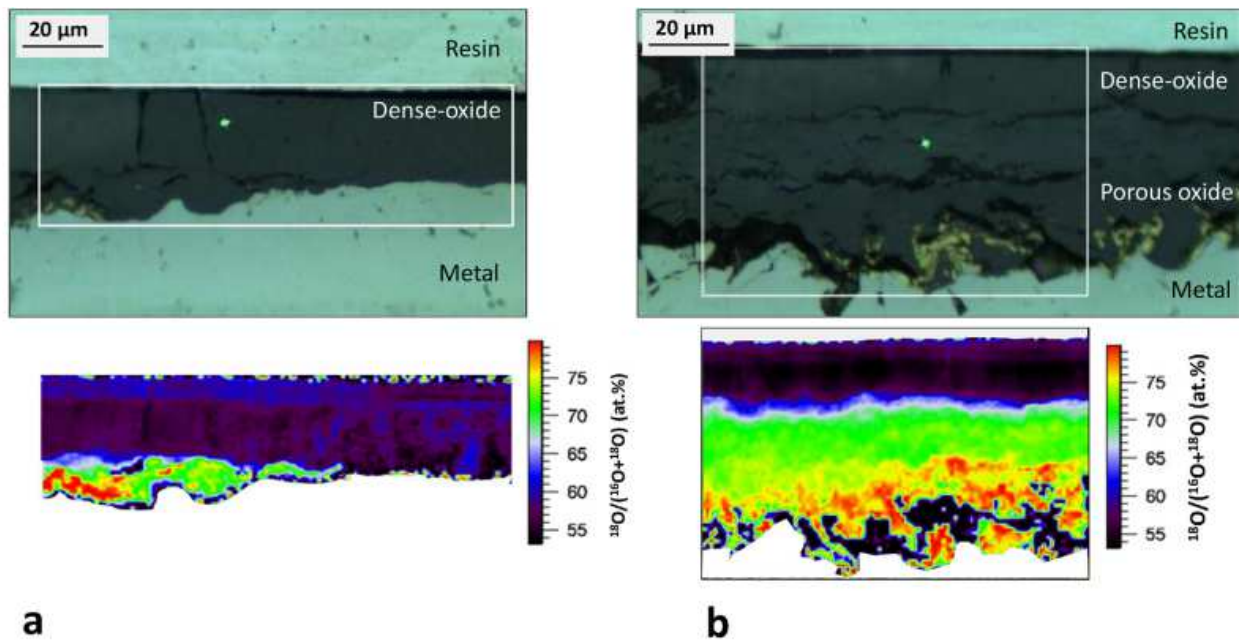 20 µm
Resin
Dense-oxide
Metal
75
70
65
60
55
¹⁸O/(¹⁶O+¹⁸O) (at.%)
a
20 µm
Resin
Dense-oxide
Porous oxide
Metal
75
70
65
60
55
¹⁸O/(¹⁶O+¹⁸O) (at.%)
b